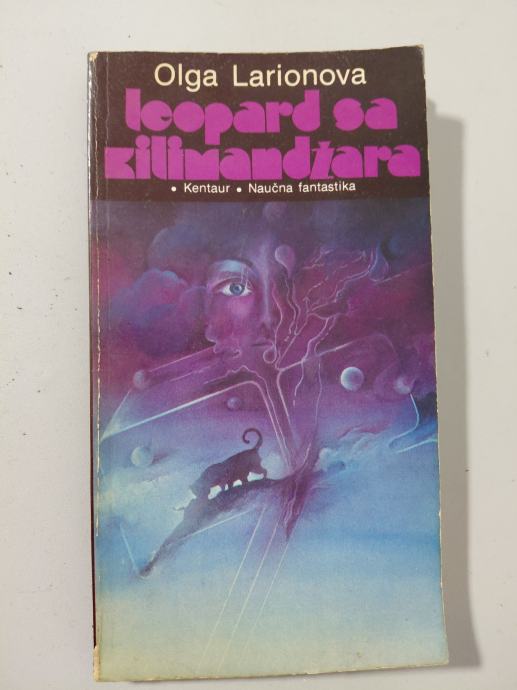 Olga Larionova
leopard sa
kilimandžara
• Kentaur • Naučna fantastika